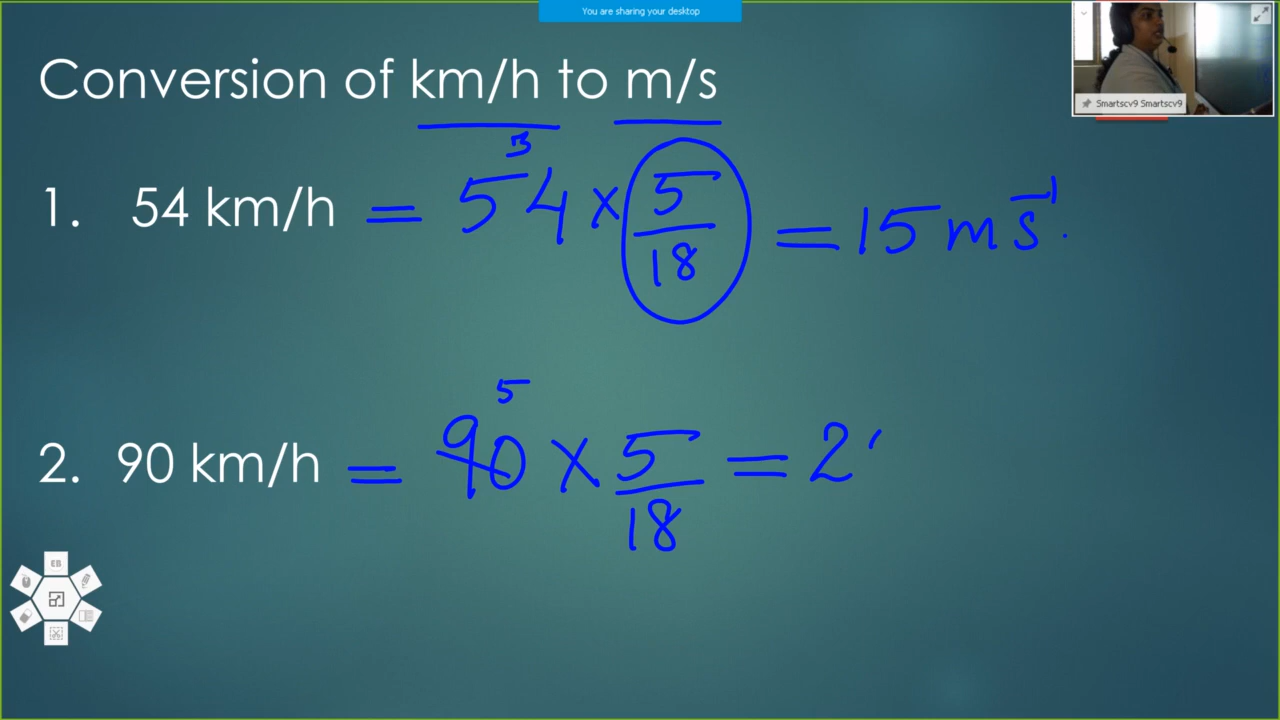 You are sharing your desktop
Smartscv9 Smartscv9
Conversion of km/h to m/s
3
1. 54 km/h = 54 × 5/18 = 15 m s⁻¹.
5
2. 90 km/h = 90 × 5/18 = 2
EB